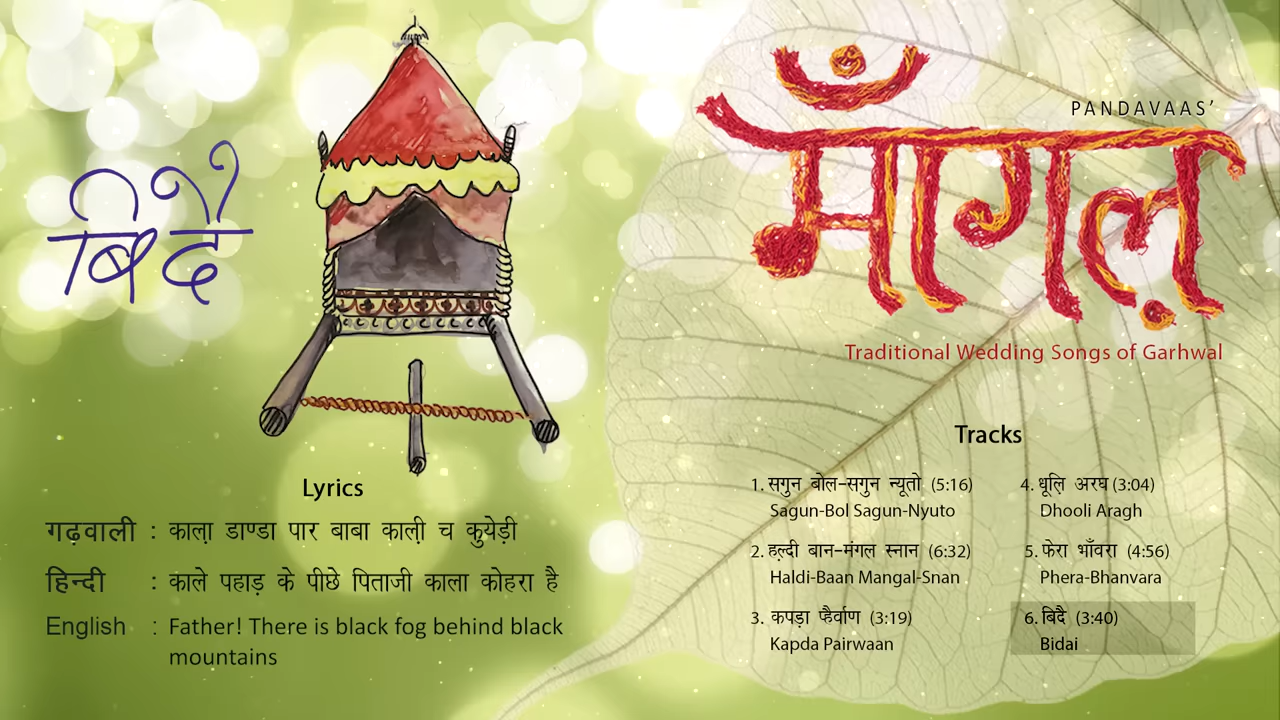 बिदै
PANDAVAAS'
माँगल़
Traditional Wedding Songs of Garhwal
Lyrics
गढ़वाली : काल़ा डाण्डा पार बाबा काल़ी च कुयेड़ी
हिन्दी : काले पहाड़ के पीछे पिताजी काला कोहरा है
English : Father! There is black fog behind black
mountains
Tracks
1. सगुन बोल-सगुन न्यूतो (5:16)
Sagun-Bol Sagun-Nyuto
2. हल़्दी बान-मंगल स्नान (6:32)
Haldi-Baan Mangal-Snan
3. कपड़ा प्हैर्वाण (3:19)
Kapda Pairwaan
4. धूल़ि अरघ (3:04)
Dhooli Aragh
5. फेरा भाँवरा (4:56)
Phera-Bhanvara
6. बिदै (3:40)
Bidai